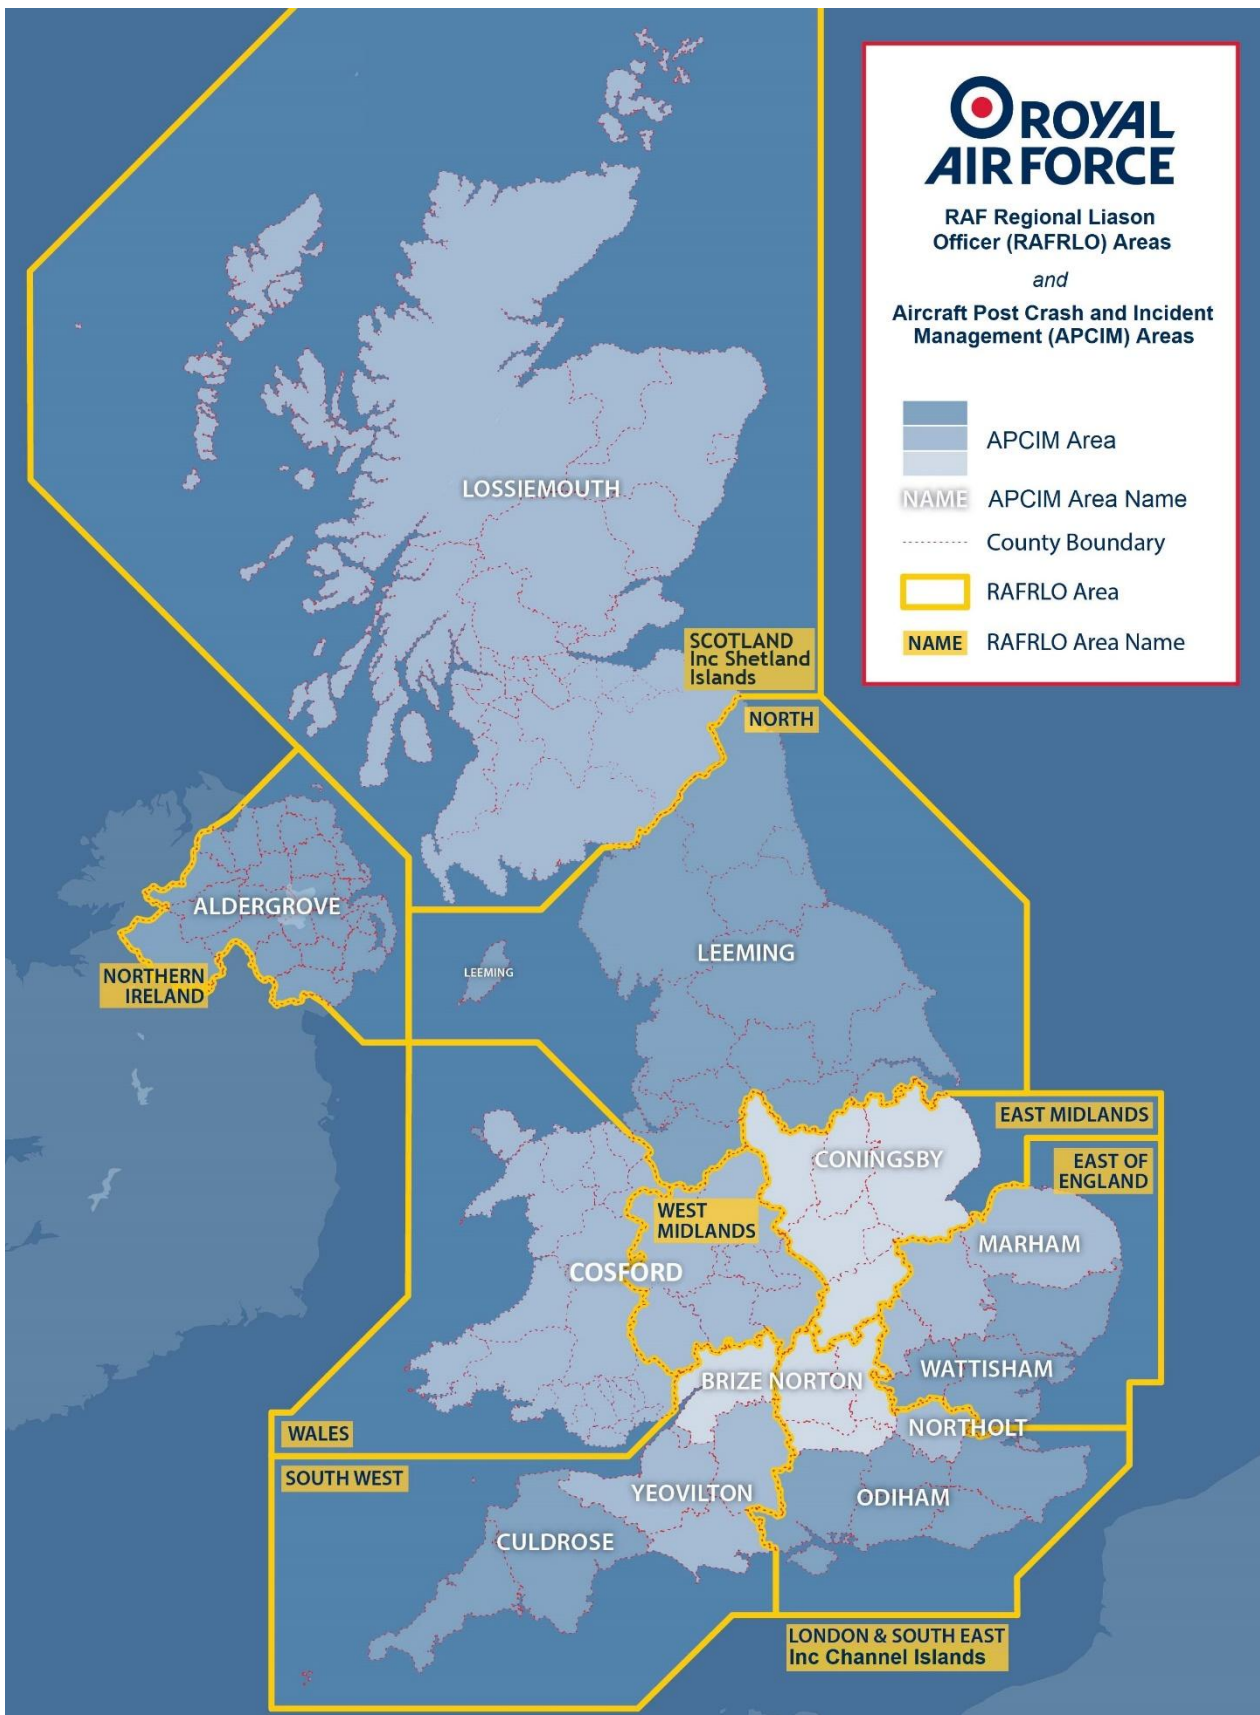 ROYAL
AIR FORCE
RAF Regional Liason
Officer (RAFRLO) Areas
and
Aircraft Post Crash and Incident
Management (APCIM) Areas
APCIM Area
NAME APCIM Area Name
County Boundary
RAFRLO Area
NAME RAFRLO Area Name
LOSSIEMOUTH
SCOTLAND
Inc Shetland
Islands
NORTH
ALDERGROVE
NORTHERN
IRELAND
LEEMING
LEEMING
EAST MIDLANDS
CONINGSBY
EAST OF
ENGLAND
WEST
MIDLANDS
MARHAM
COSFORD
WATTISHAM
BRIZE NORTON
NORTHOLT
WALES
SOUTH WEST
YEOVILTON
ODIHAM
CULDROSE
LONDON & SOUTH EAST
Inc Channel Islands